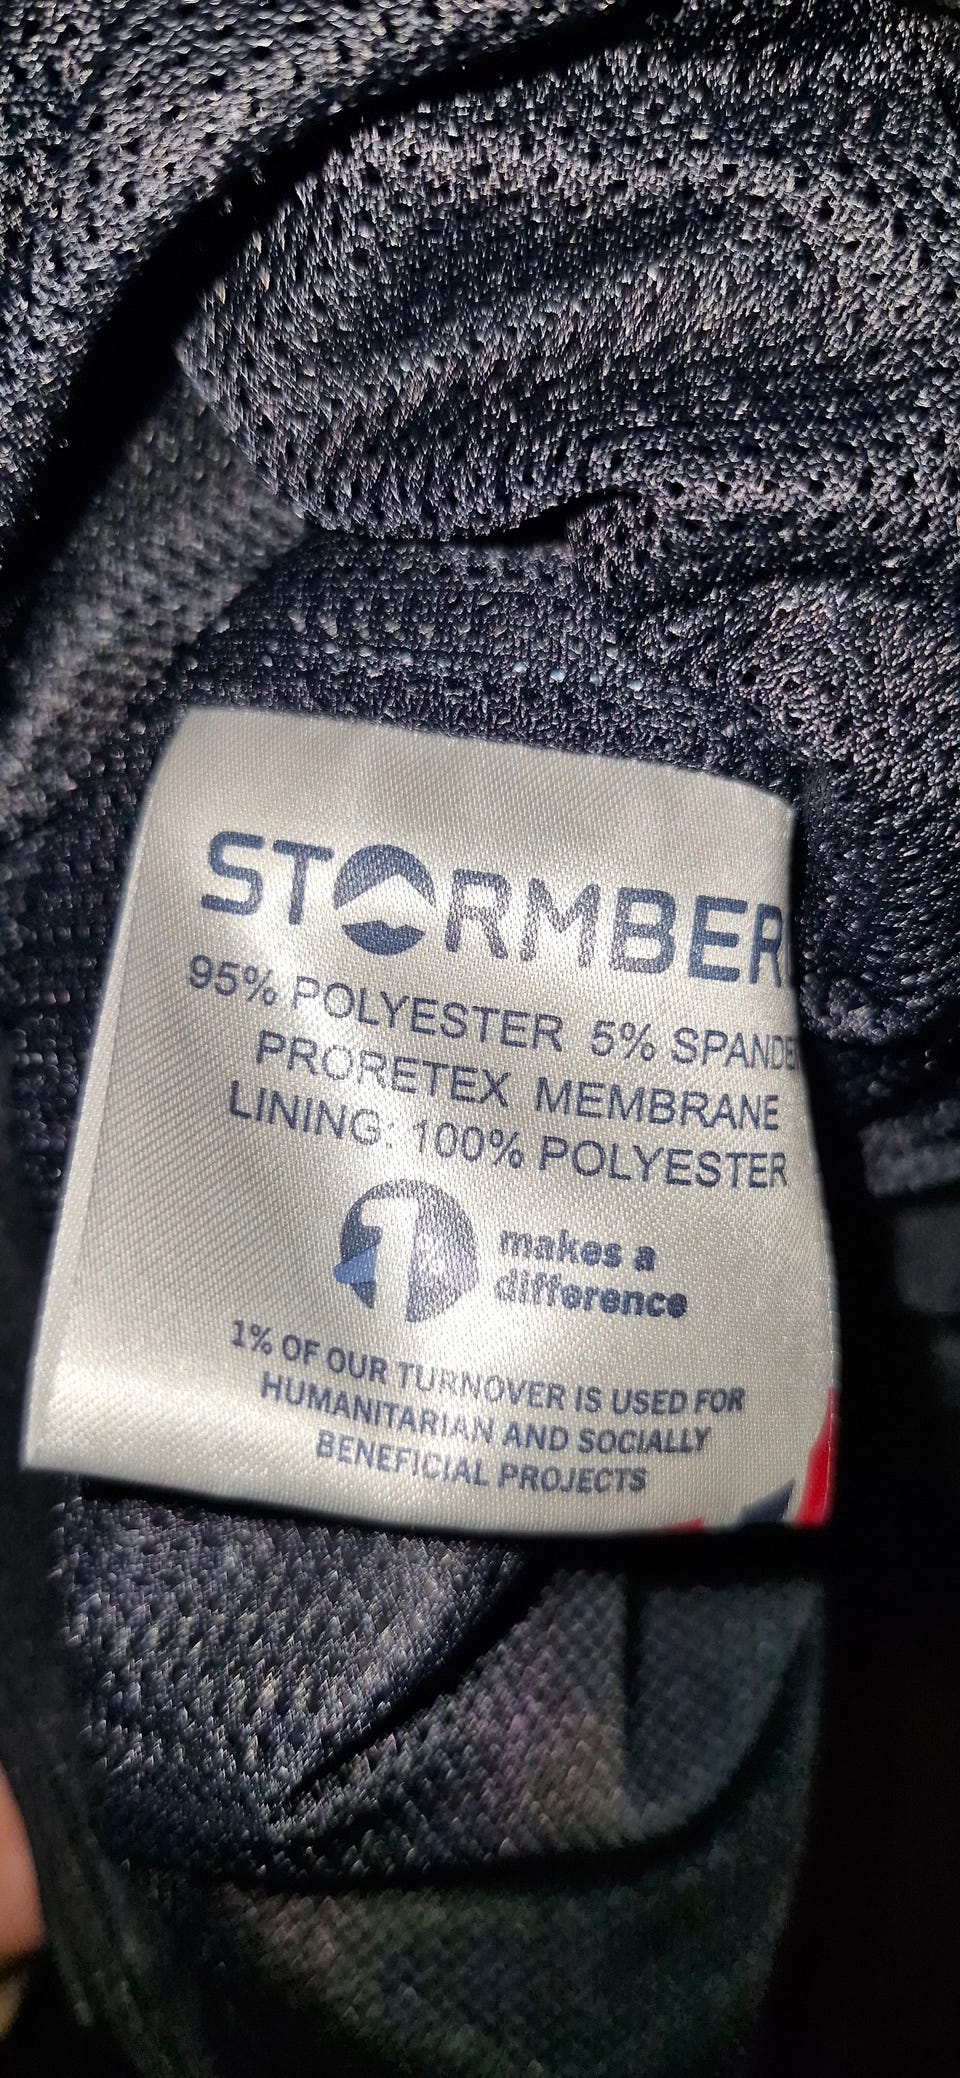 STORMBER
95% POLYESTER 5% SPANDE
PRORETEX MEMBRANE
LINING: 100% POLYESTER
1% makes a
difference
1% OF OUR TURNOVER IS USED FOR
HUMANITARIAN AND SOCIALLY
BENEFICIAL PROJECTS